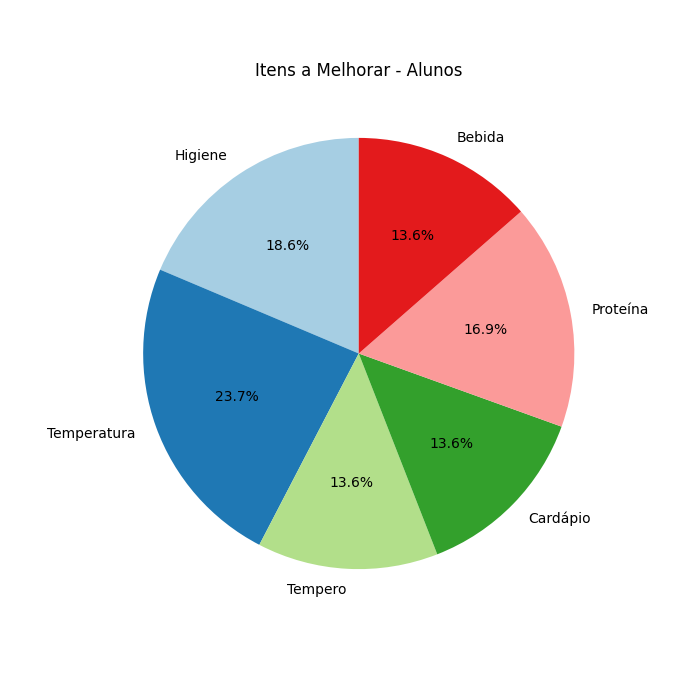 Itens a Melhorar - Alunos
Bebida
Higiene
13.6%
18.6%
Proteína
16.9%
23.7%
Temperatura
13.6%
13.6%
Cardápio
Tempero